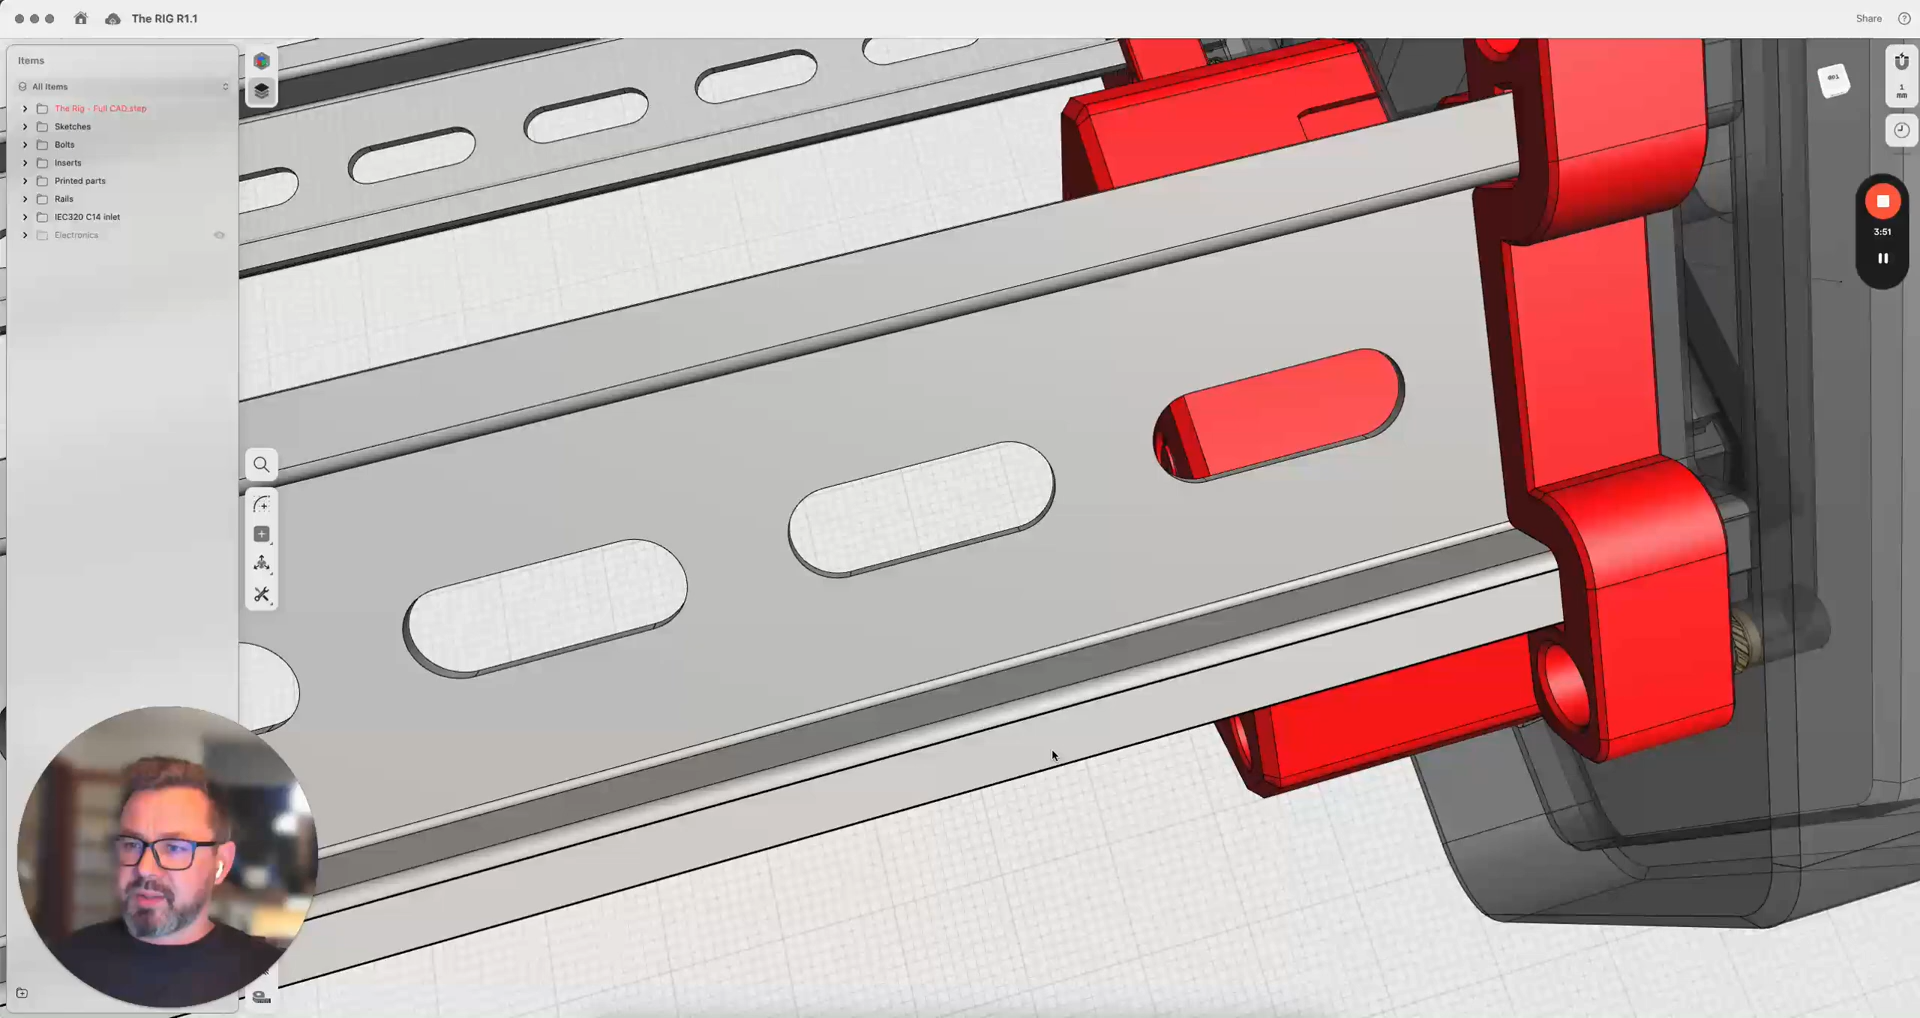 The RIG R1.1
Share
Items
All Items
The Rig - Full CAD.step
Sketches
Bolts
Inserts
Printed parts
Rails
IEC320 C14 inlet
Electronics
1
mm
3:51